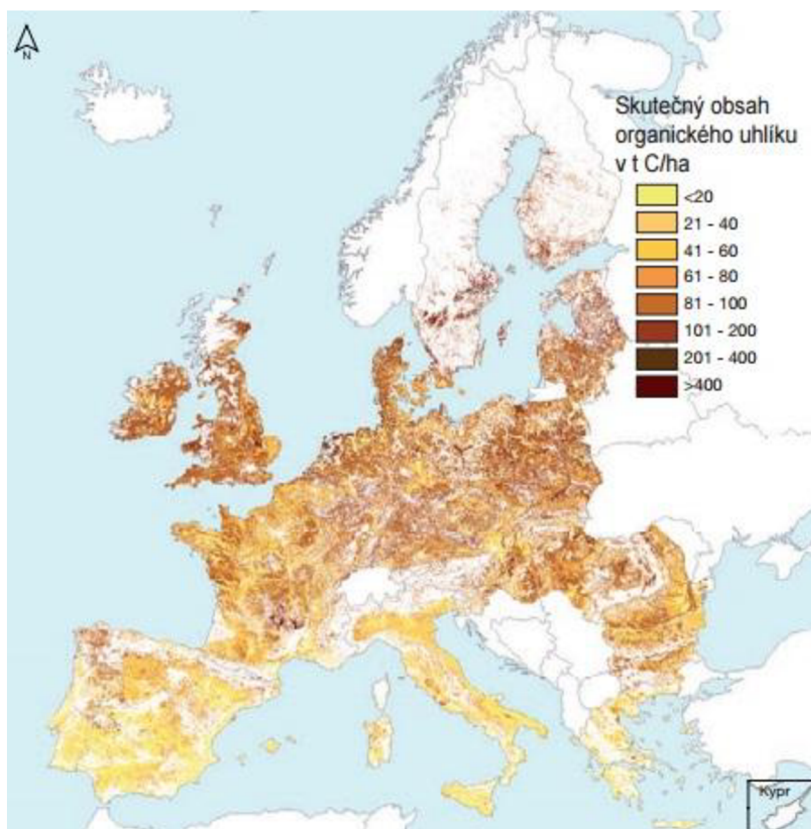 N
Skutečný obsah
organického uhlíku
v t C/ha
<20
21 - 40
41 - 60
61 - 80
81 - 100
101 - 200
201 - 400
>400
Kypr